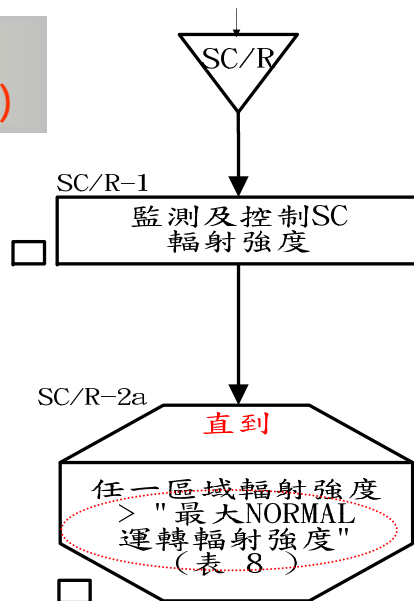 )
SC/R
SC/R-1
監測及控制SC
輻射強度
SC/R-2a
直到
任一區域輻射強度
> "最大NORMAL
運轉輻射強度"
(表 8 )